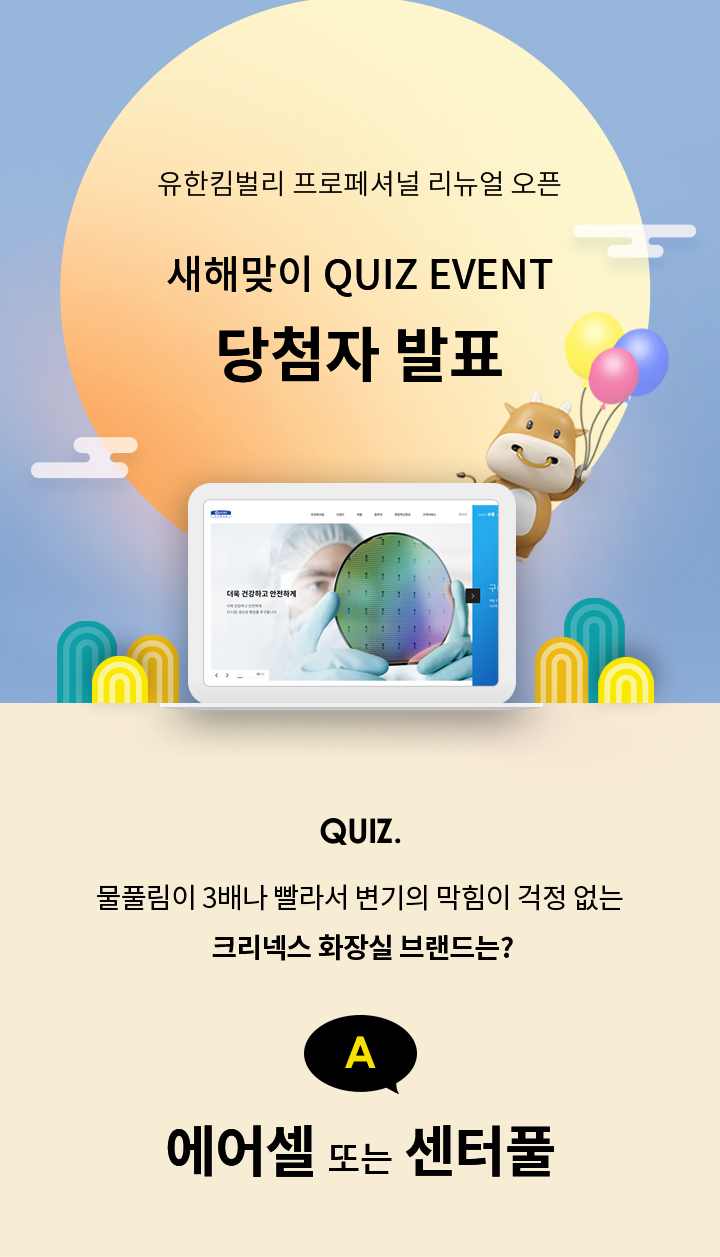 유한킴벌리 프로페셔널 리뉴얼 오픈
새해맞이 QUIZ EVENT
당첨자 발표
더욱 건강하고 안전하게
구
QUIZ.
물풀림이 3배나 빨라서 변기의 막힘이 걱정 없는
크리넥스 화장실 브랜드는?
A
에어셀 또는 센터풀